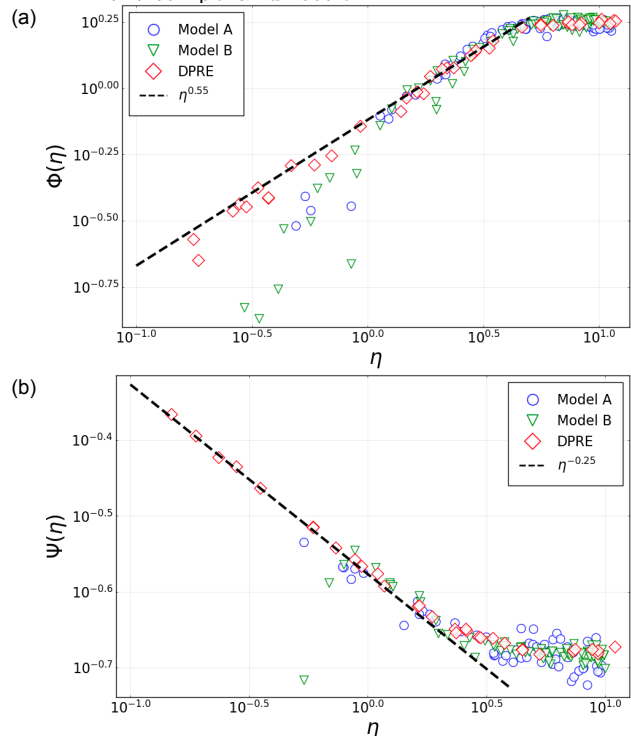 (a)
10^0.25
10^0.00
10^-0.25
10^-0.50
10^-0.75
Φ(η)
Model A
Model B
DPRE
η^0.55
10^-1.0 10^-0.5 10^0.0 10^0.5 10^1.0
η
(b)
10^-0.4
10^-0.5
10^-0.6
10^-0.7
Ψ(η)
Model A
Model B
DPRE
η^-0.25
10^-1.0 10^-0.5 10^0.0 10^0.5 10^1.0
η